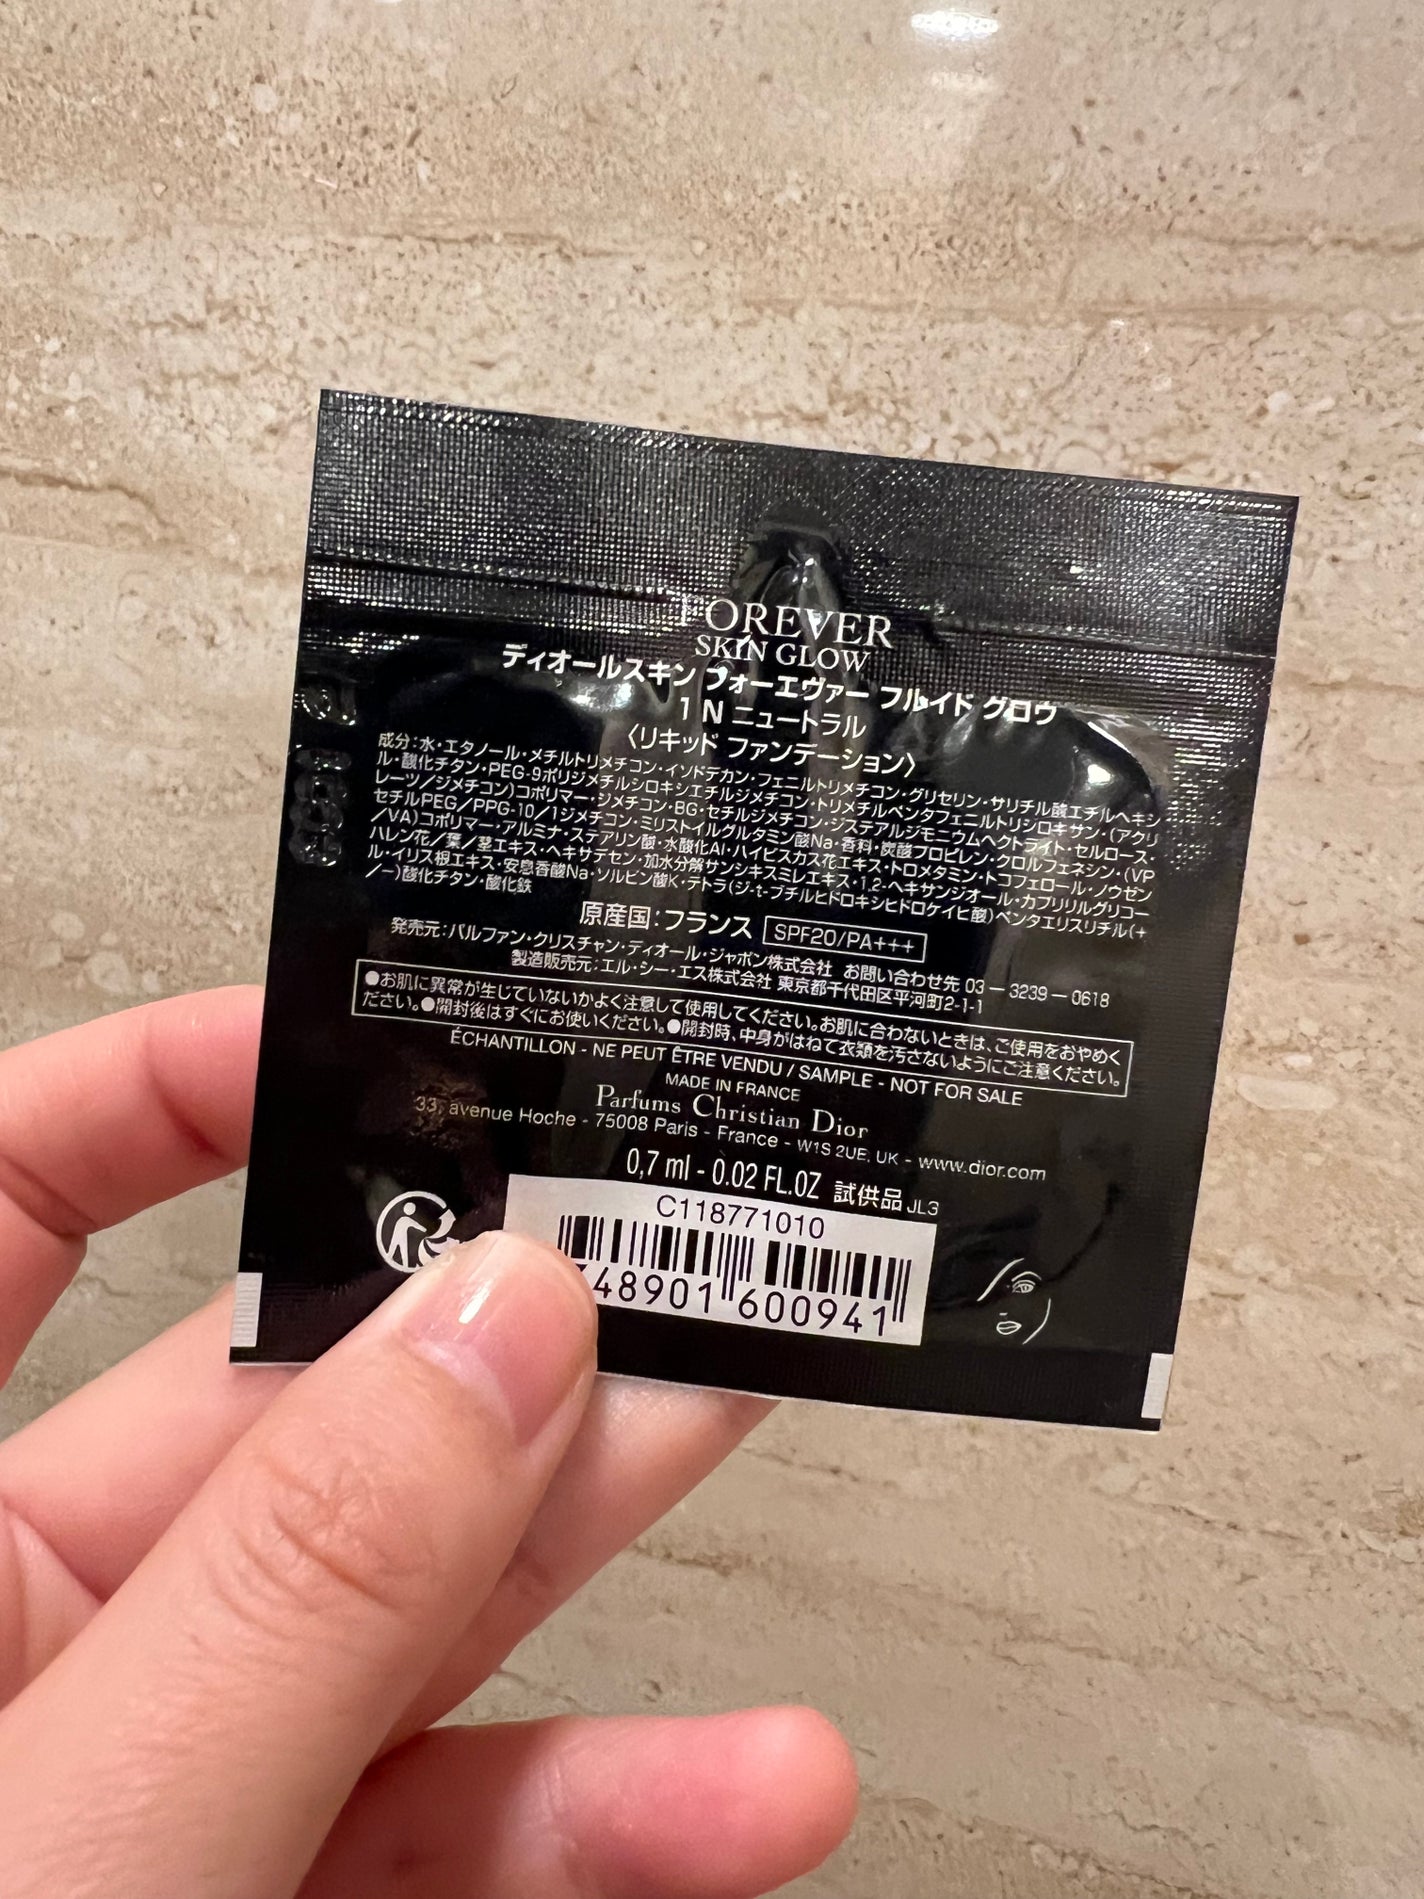 FOREVER
SKIN GLOW
ディオールスキン フォーエヴァー フルイド グロウ
1 N ニュートラル
〈リキッド ファンデーション〉
成分：水・エタノール・メチルトリメチコン・イソドデカン・フェニルトリメチコン・グリセリン・サリチル酸エチルヘキシ
ル・酸化チタン・PEG-9ポリジメチルシロキシエチルジメチコン・トリメチルペンタフェニルトリシロキサン・(アクリ
レーツ／ジメチコン)コポリマー・ジメチコン・BG・セチルジメチコン・ジステアルジモニウムヘクトライト・セルロース・
セチルPEG／PPG-10／1ジメチコン・ミリストイルグルタミン酸Na・香料・炭酸プロピレン・クロルフェネシン・(VP
／VA)コポリマー・アルミナ・ステアリン酸・水酸化Al・ハイビスカス花エキス・トロメタミン・トコフェロール・ノウゼン
ハレン花／葉／茎エキス・ヘキサデセン・加水分解サンシキスミレエキス・1,2-ヘキサンジオール・カプリリルグリコー
ル・イリス根エキス・安息香酸Na・ソルビン酸K・テトラ(ジ-t-ブチルヒドロキシヒドロケイヒ酸)ペンタエリスリチル(+
／−)酸化チタン・酸化鉄
原産国：フランス SPF20/PA+++
発売元：パルファン・クリスチャン・ディオール・ジャポン株式会社 お問い合わせ先 03 − 3239 − 0618
製造販売元：エル・シー・エス株式会社 東京都千代田区平河町2-1-1
●お肌に異常が生じていないかよく注意して使用してください。お肌に合わないときは、ご使用をおやめく
ださい。●開封後はすぐにお使いください。●開封時、中身がはねて衣類を汚さないようにご注意ください。
ÉCHANTILLON - NE PEUT ÊTRE VENDU / SAMPLE - NOT FOR SALE
MADE IN FRANCE
Parfums Christian Dior
33, avenue Hoche - 75008 Paris - France - W1S 2UE, UK - www.dior.com
0,7 ml - 0.02 FL.OZ 試供品 JL3
C118771010
48901 600941